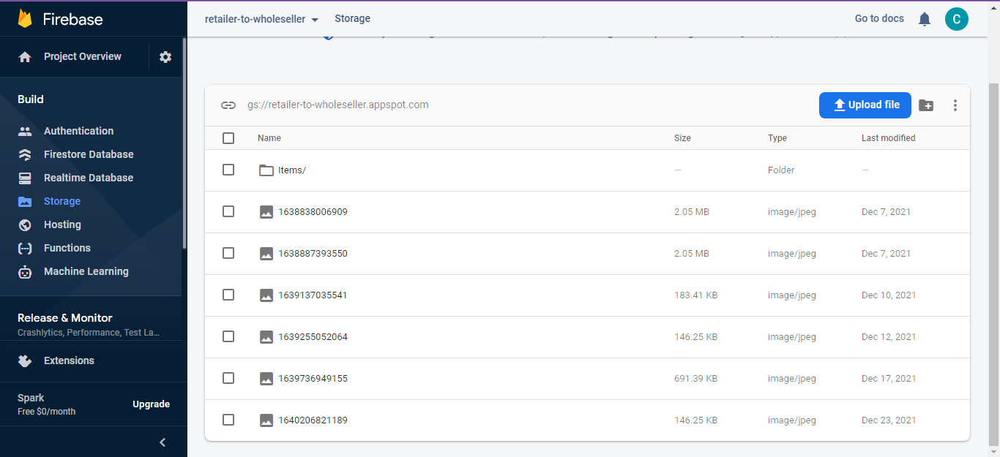 Firebase
Project Overview
Build
Authentication
Firestore Database
Realtime Database
Storage
Hosting
Functions
Machine Learning
Release & Monitor
Crashlytics, Performance, Test La...
Extensions
Spark
Free $0/month
Upgrade
retailer-to-wholeseller
Storage
Go to docs
C
gs://retailer-to-wholeseller.appspot.com
Upload file
Name Size Type Last modified
Items/ — Folder —
1638838006909 2.05 MB image/jpeg Dec 7, 2021
1638887393550 2.05 MB image/jpeg Dec 7, 2021
1639137035541 183.41 KB image/jpeg Dec 10, 2021
1639255052064 146.25 KB image/jpeg Dec 12, 2021
1639736949155 691.39 KB image/jpeg Dec 17, 2021
1640206821189 146.25 KB image/jpeg Dec 23, 2021